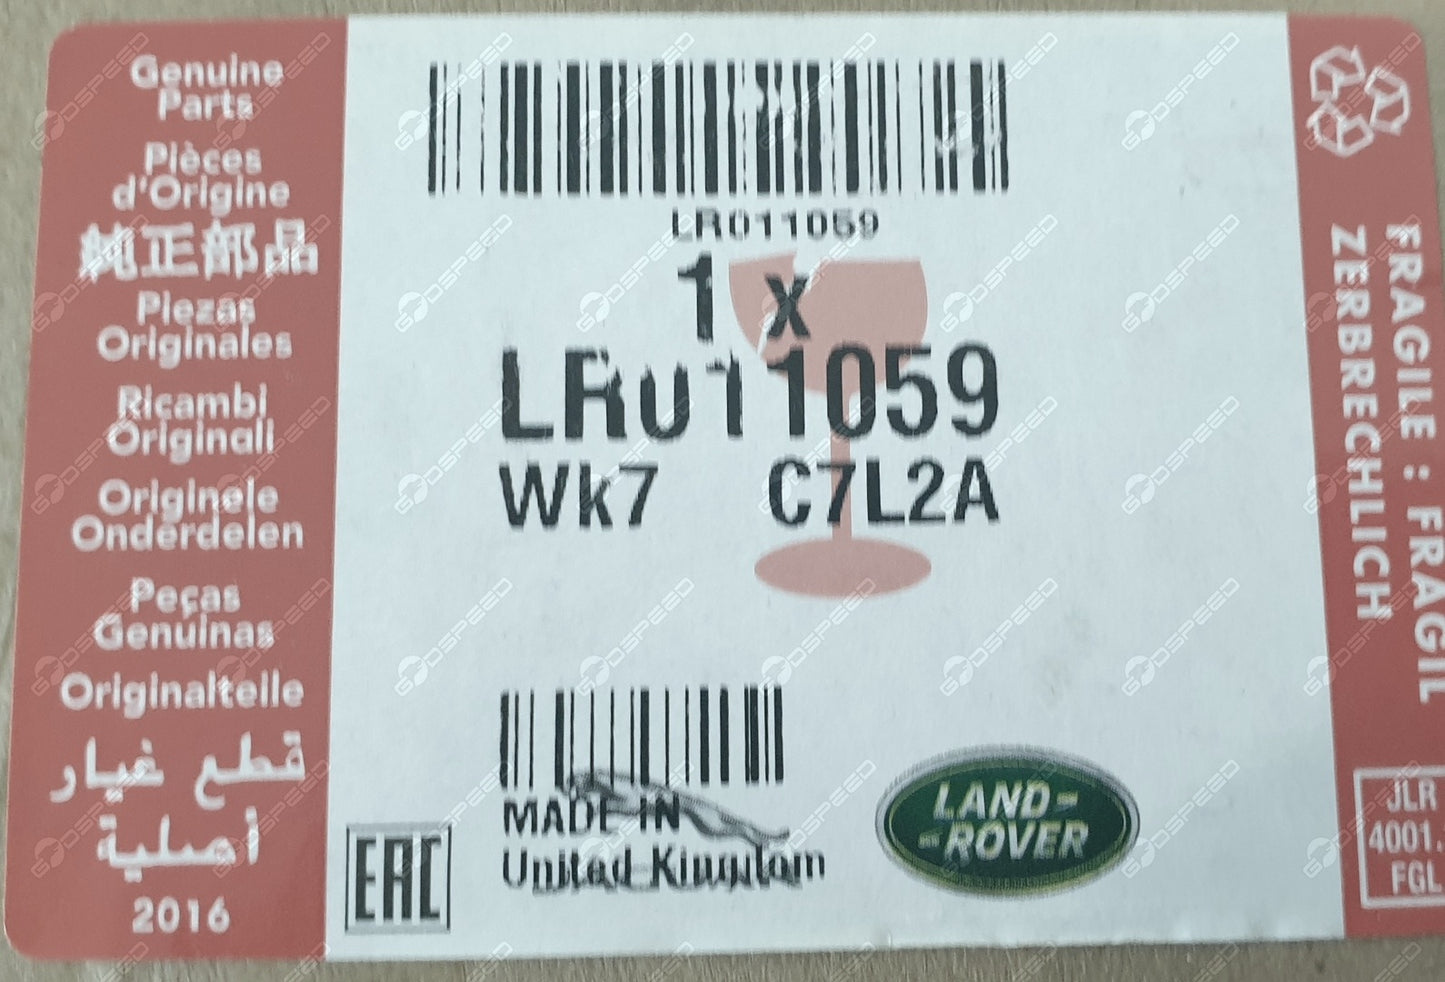 Genuine
Parts
Pièces
d'Origine
純正部品
Piezas
Originales
Ricambi
Originali
Originele
Onderdelen
Peças
Genuinas
Originalteile
قطع غيار
أصلية
2016
LR011059
1 x
LR011059
Wk7 C7L2A
MADE IN
United Kingdom
EAC
LAND-
-ROVER
FRAGILE : FRAGIL
ZERBRECHLICH
JLR
4001.
FGL
GODSPEED